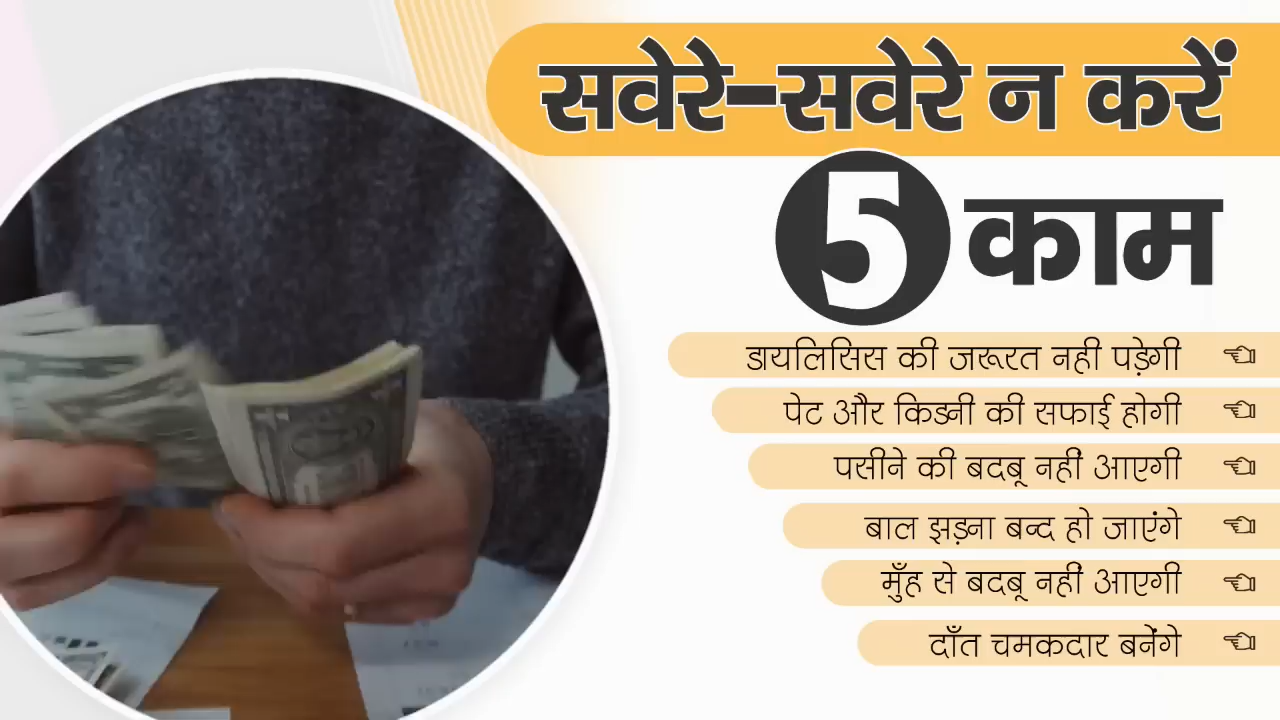 सवेरे-सवेरे न करें
5 काम
डायलिसिस की जरूरत नही पड़ेगी
पेट और किडनी की सफाई होगी
पसीने की बदबू नहीं आएगी
बाल झड़ना बन्द हो जाएंगे
मुँह से बदबू नहीं आएगी
दाँत चमकदार बनेंगे